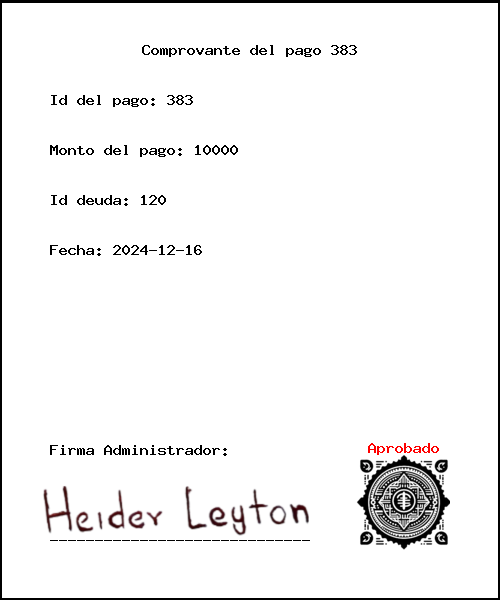 Comprovante del pago 383
Id del pago: 383
Monto del pago: 10000
Id deuda: 120
Fecha: 2024-12-16
Firma Administrador:
Aprobado
Heider Leyton